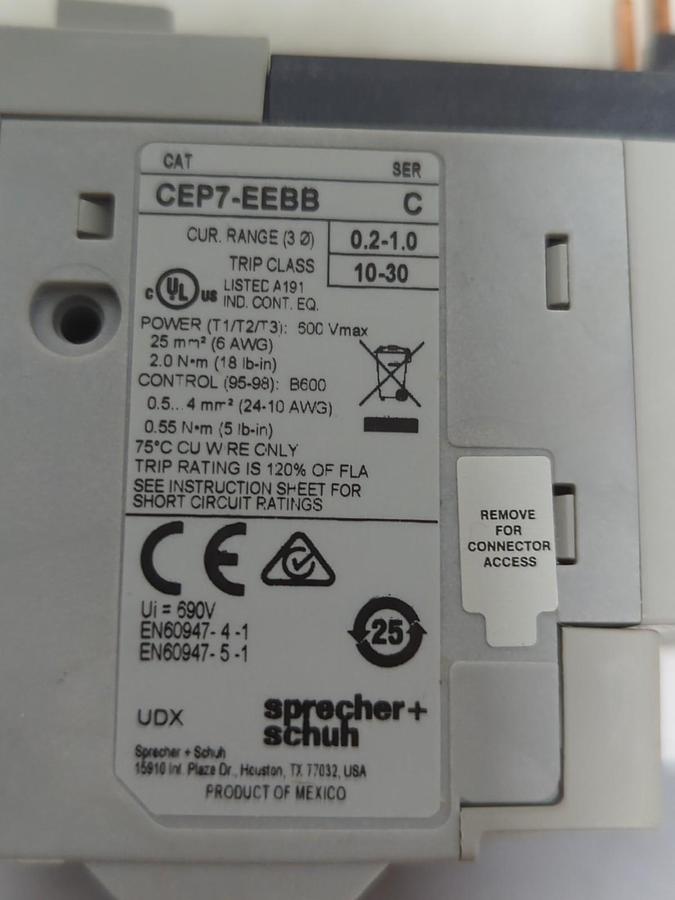 CAT SER
CEP7-EEBB C
CUR. RANGE (3 Ø) 0.2-1.0
TRIP CLASS 10-30
c UL us LISTED A191
IND. CONT. EQ.
POWER (T1/T2/T3): 600 Vmax
25 mm² (6 AWG)
2.0 N•m (18 lb-in)
CONTROL (95-98): B600
0.5...4 mm² (24-10 AWG)
0.55 N•m (5 lb-in)
75°C CU WIRE ONLY
TRIP RATING IS 120% OF FLA
SEE INSTRUCTION SHEET FOR
SHORT CIRCUIT RATINGS
REMOVE
FOR
CONNECTOR
ACCESS
CE
Ui = 690V
EN60947-4-1
EN60947-5-1
25
UDX
sprecher+
schuh
Sprecher + Schuh
15910 Int. Plaza Dr., Houston, TX 77032, USA
PRODUCT OF MEXICO